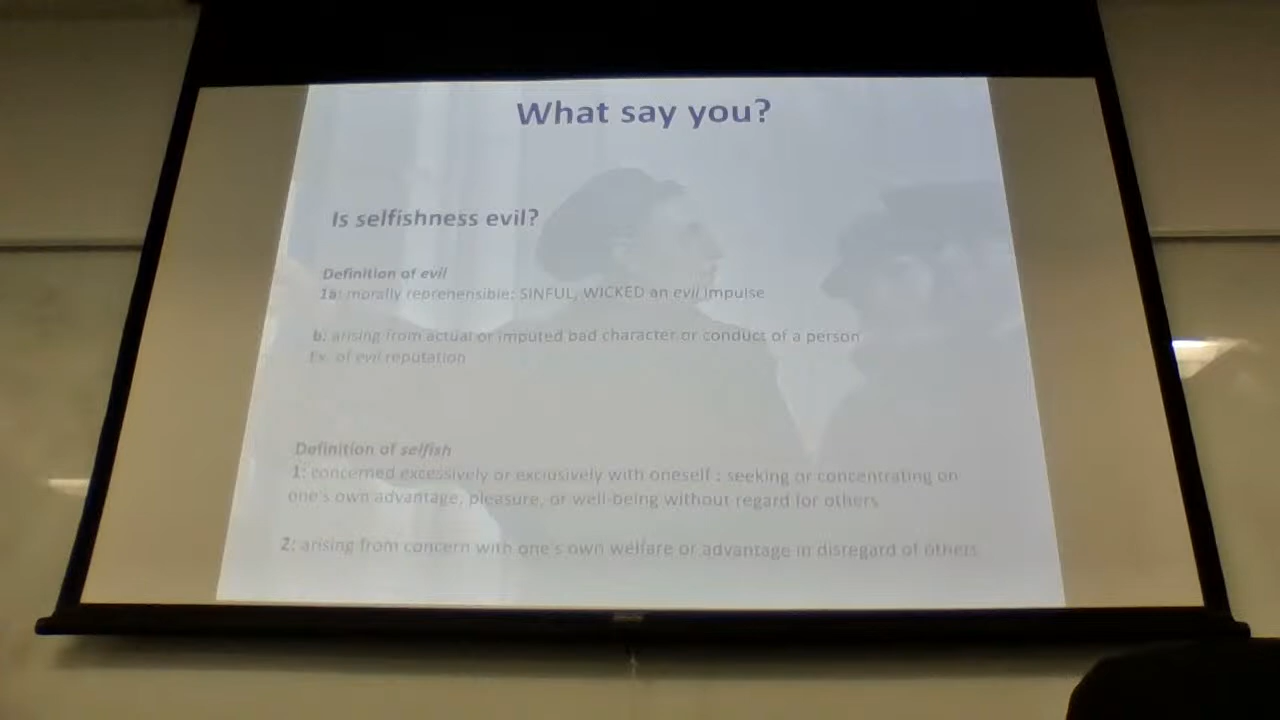 What say you?
Is selfishness evil?
Definition of evil
1a: morally reprehensible: SINFUL, WICKED an evil impulse
b: arising from actual or imputed bad character or conduct of a person
Ex. of evil reputation
Definition of selfish
1: concerned excessively or exclusively with oneself : seeking or concentrating on
one's own advantage, pleasure, or well-being without regard for others
2: arising from concern with one's own welfare or advantage in disregard of others